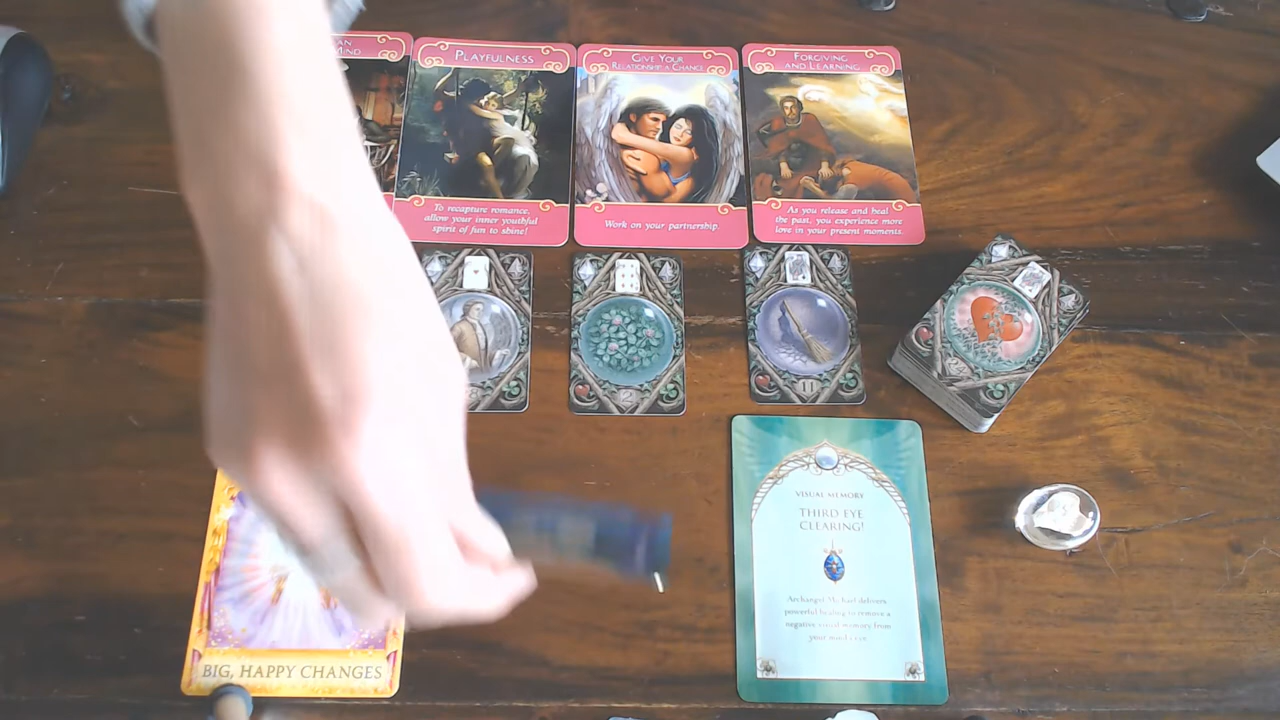 AN
MIND
PLAYFULNESS
To recapture romance,
allow your inner youthful
spirit of fun to shine!
GIVE YOUR
RELATIONSHIP A CHANCE
Work on your partnership.
FORGIVING
AND LEARNING
As you release and heal
the past, you experience more
love in your present moments.
2
11
VISUAL MEMORY
THIRD EYE
CLEARING!
Archangel Michael delivers
powerful healing to remove a
negative visual memory from
your mind's eye.
BIG, HAPPY CHANGES